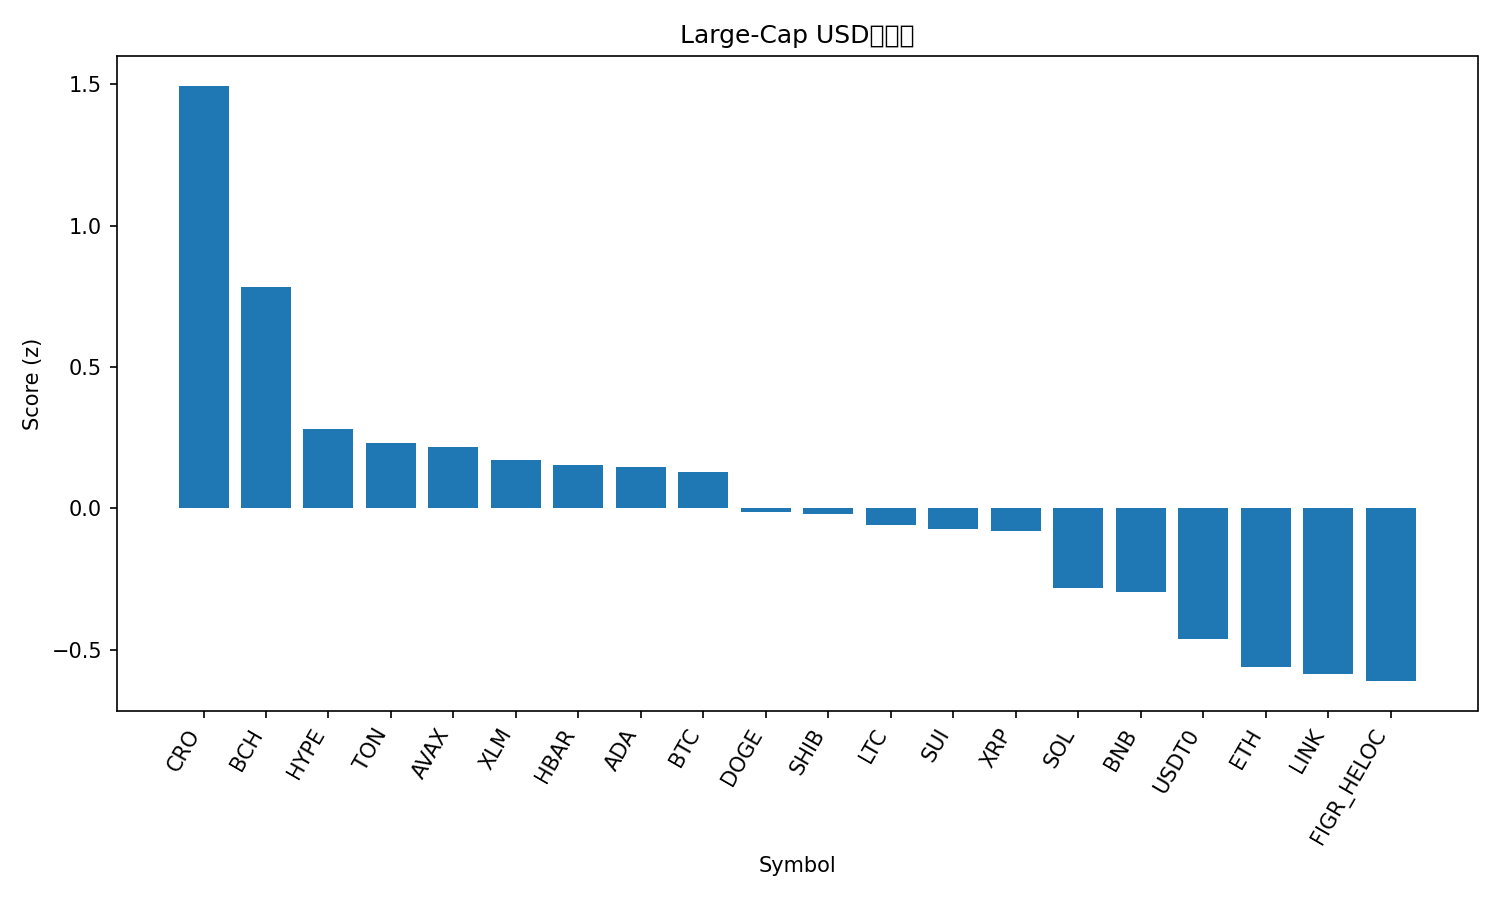 Large-Cap USD
1.5
1.0
0.5
0.0
−0.5
Score (z)
CRO
BCH
HYPE
TON
AVAX
XLM
HBAR
ADA
BTC
DOGE
SHIB
LTC
SUI
XRP
SOL
BNB
USDT0
ETH
LINK
FIGR_HELOC
Symbol